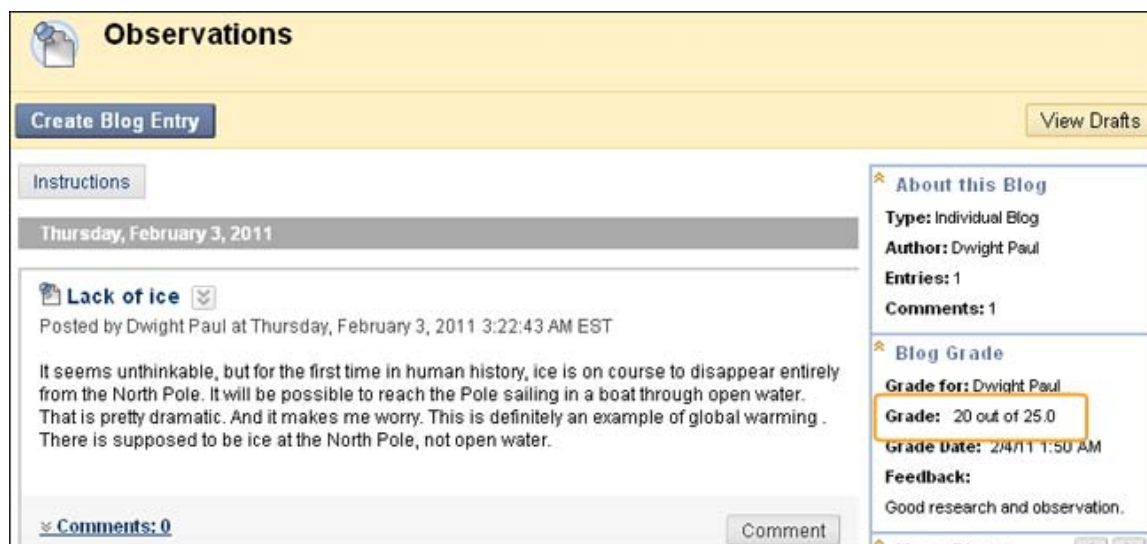 Observations
Create Blog Entry
View Drafts
Instructions
Thursday, February 3, 2011
Lack of ice
Posted by Dwight Paul at Thursday, February 3, 2011 3:22:43 AM EST
It seems unthinkable, but for the first time in human history, ice is on course to disappear entirely
from the North Pole. It will be possible to reach the Pole sailing in a boat through open water.
That is pretty dramatic. And it makes me worry. This is definitely an example of global warming .
There is supposed to be ice at the North Pole, not open water.
Comments: 0
Comment
About this Blog
Type: Individual Blog
Author: Dwight Paul
Entries: 1
Comments: 1
Blog Grade
Grade for: Dwight Paul
Grade: 20 out of 25.0
Grade Date: 2/4/11 1:50 AM
Feedback:
Good research and observation.